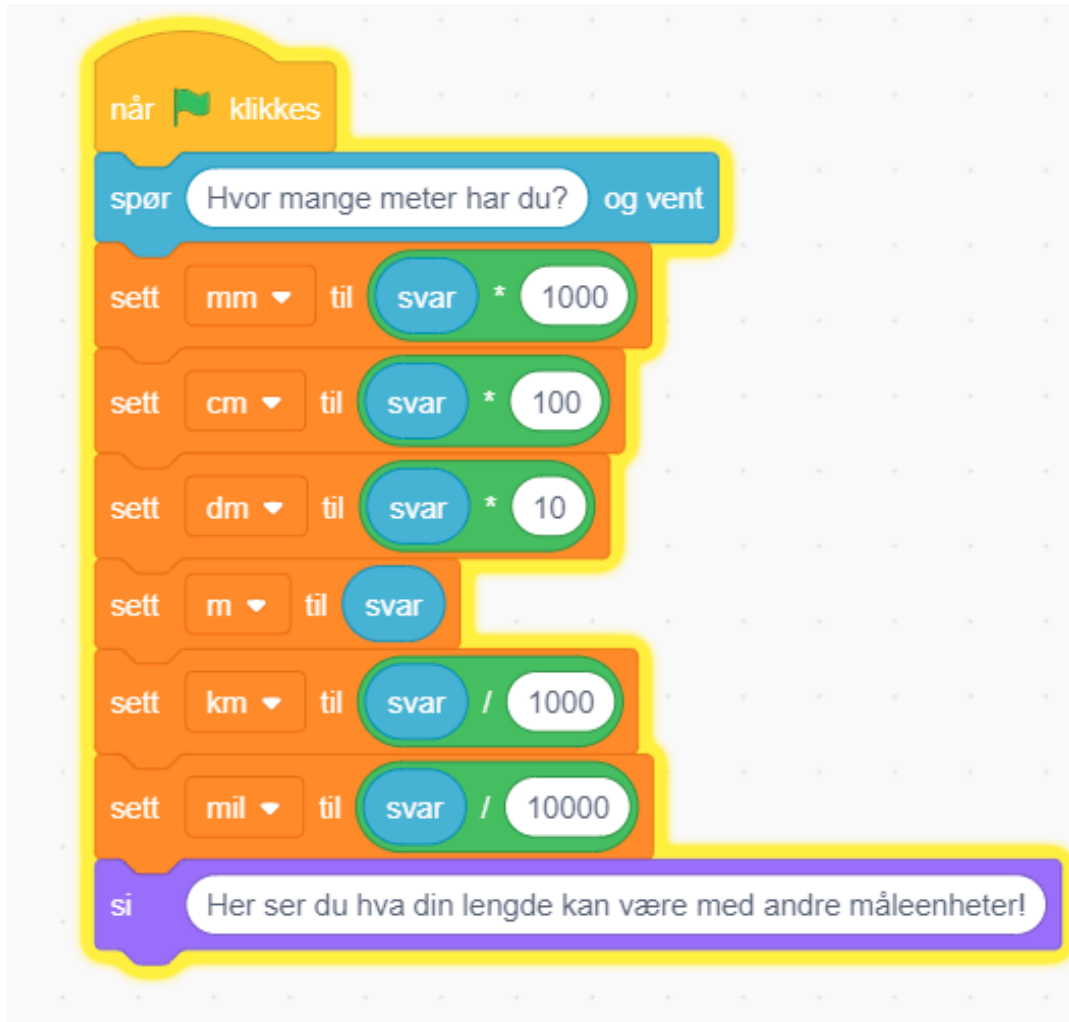 når klikkes
spør Hvor mange meter har du? og vent
sett mm til svar * 1000
sett cm til svar * 100
sett dm til svar * 10
sett m til svar
sett km til svar / 1000
sett mil til svar / 10000
si Her ser du hva din lengde kan være med andre måleenheter!